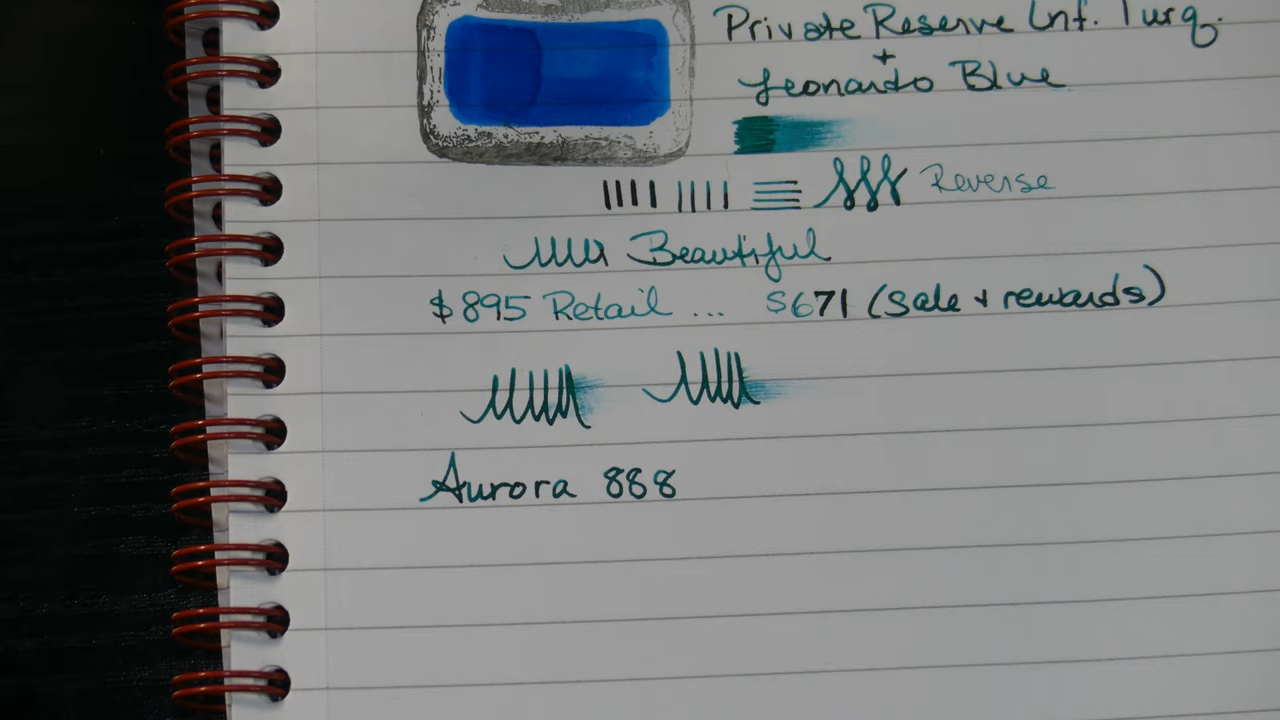 Private Reserve Inf. Turq.
+
Leonardo Blue
Reverse
Beautiful
$895 Retail ... $671 (sale + rewards)
Aurora 888